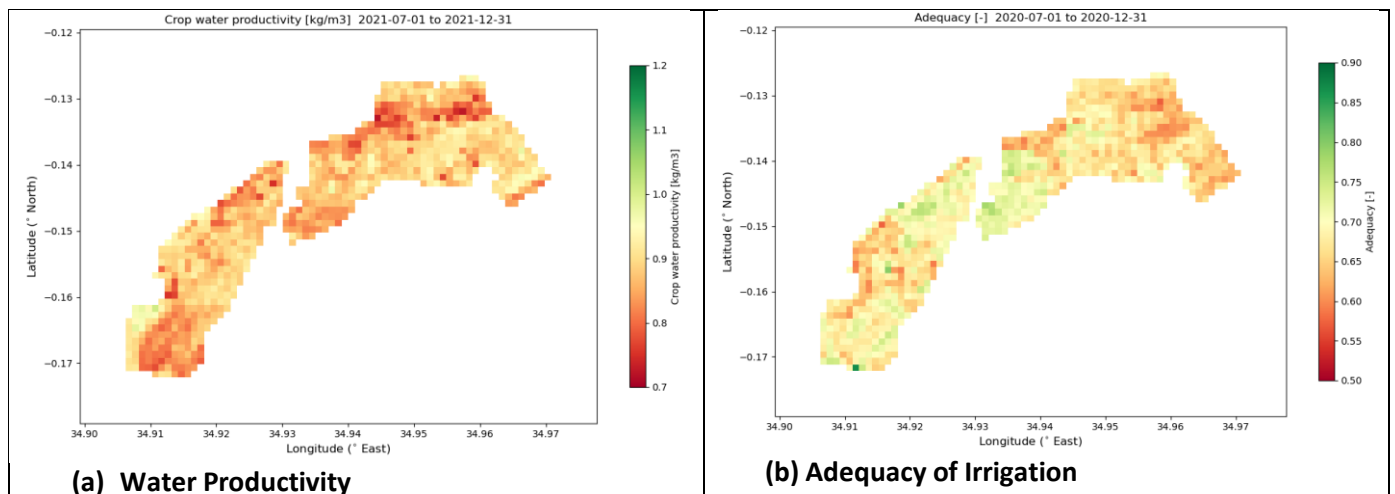 Crop water productivity [kg/m3]  2021-07-01 to 2021-12-31
−0.12
−0.13
−0.14
−0.15
−0.16
−0.17
Latitude (˚ North)
34.90 34.91 34.92 34.93 34.94 34.95 34.96 34.97
Longitude (˚ East)
1.2
1.1
1.0
0.9
0.8
0.7
Crop water productivity [kg/m3]
(a) Water Productivity
Adequacy [-]  2020-07-01 to 2020-12-31
−0.12
−0.13
−0.14
−0.15
−0.16
−0.17
Latitude (˚ North)
34.90 34.91 34.92 34.93 34.94 34.95 34.96 34.97
Longitude (˚ East)
0.90
0.85
0.80
0.75
0.70
0.65
0.60
0.55
0.50
Adequacy [-]
(b) Adequacy of Irrigation